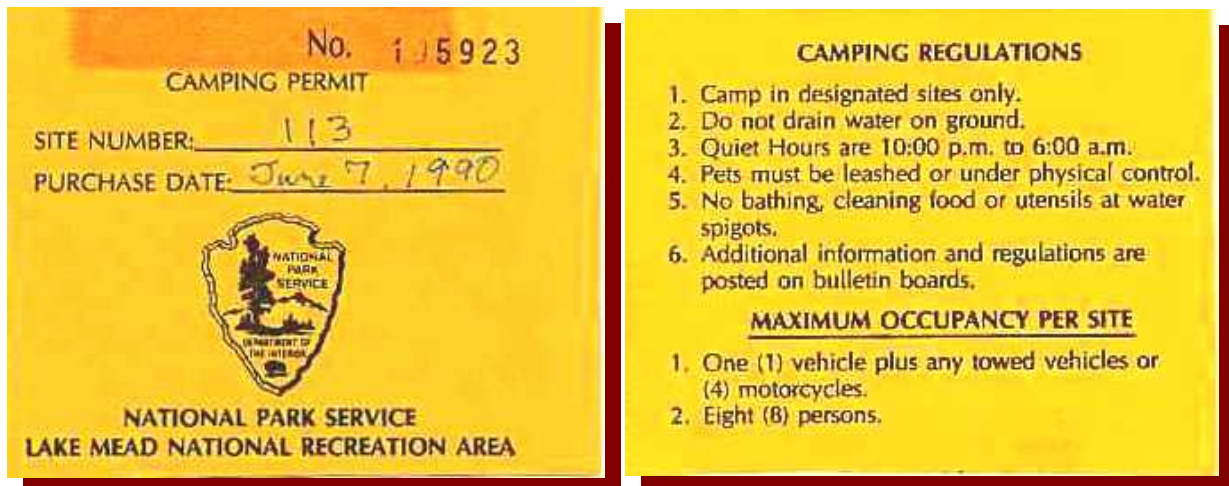 No. 105923
CAMPING PERMIT
SITE NUMBER: 113
PURCHASE DATE: June 7, 1990
NATIONAL
PARK
SERVICE
DEPARTMENT OF
THE INTERIOR
NATIONAL PARK SERVICE
LAKE MEAD NATIONAL RECREATION AREA
CAMPING REGULATIONS
1. Camp in designated sites only.
2. Do not drain water on ground.
3. Quiet Hours are 10:00 p.m. to 6:00 a.m.
4. Pets must be leashed or under physical control.
5. No bathing, cleaning food or utensils at water
spigots.
6. Additional information and regulations are
posted on bulletin boards.
MAXIMUM OCCUPANCY PER SITE
1. One (1) vehicle plus any towed vehicles or
(4) motorcycles.
2. Eight (8) persons.